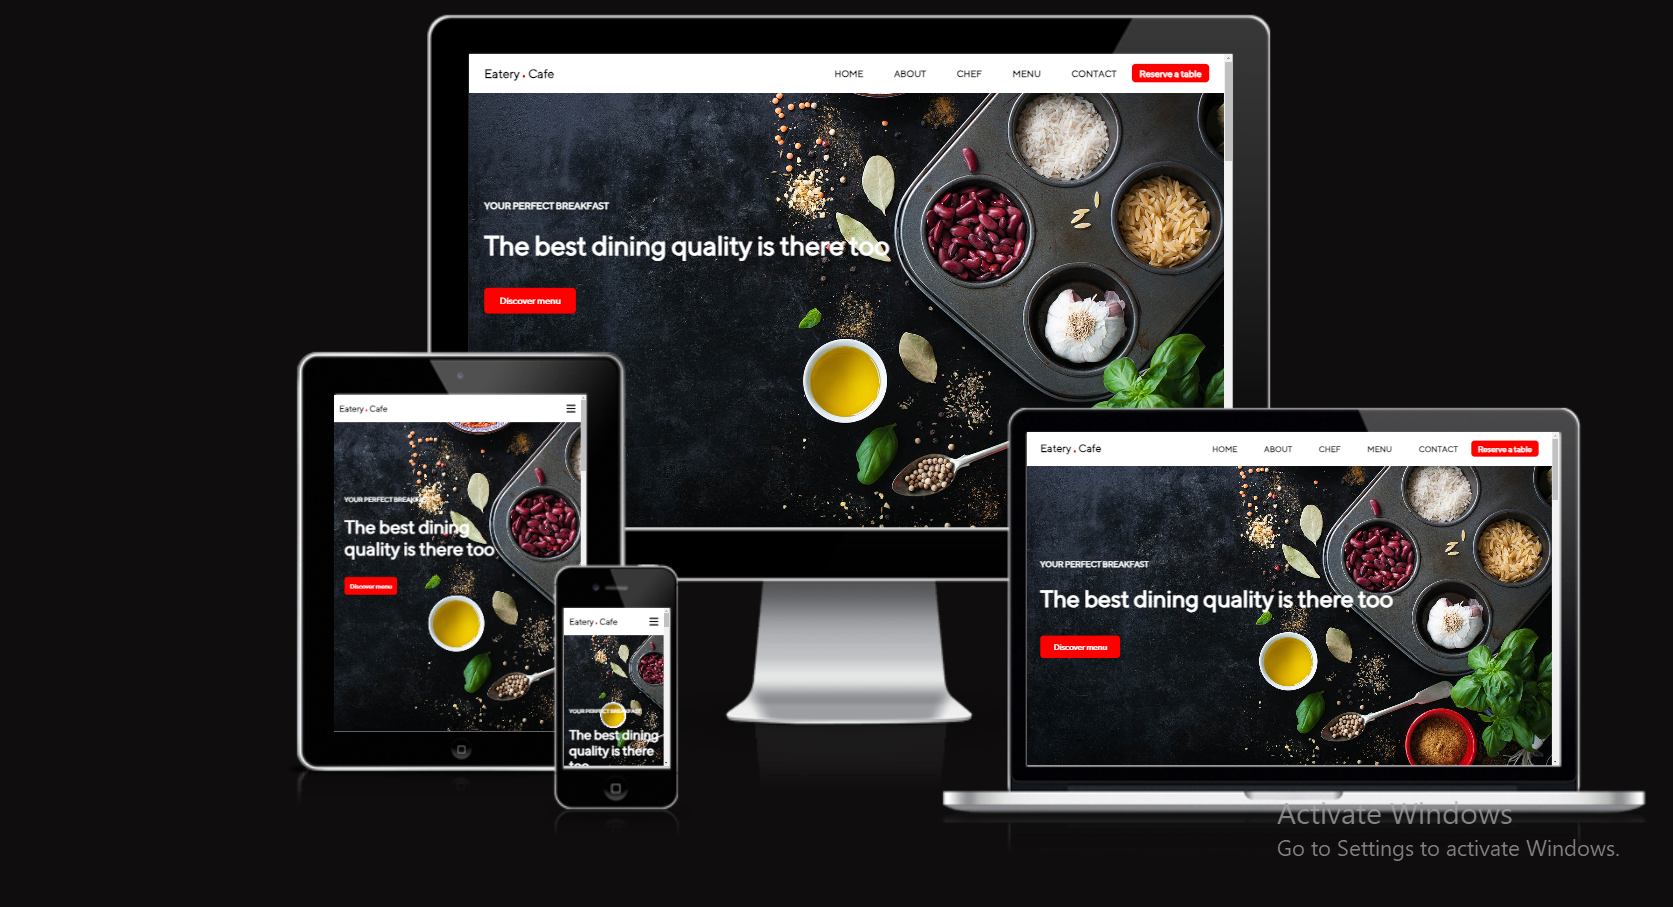 Eatery . Cafe
HOME ABOUT CHEF MENU CONTACT Reserve a table
YOUR PERFECT BREAKFAST
The best dining quality is there too
Discover menu
Eatery . Cafe
YOUR PERFECT BREAKFAST
The best dining
quality is there too
Discover menu
Eatery . Cafe
YOUR PERFECT BREAKFAST
The best dining
quality is there
too
Eatery . Cafe
HOME ABOUT CHEF MENU CONTACT Reserve a table
YOUR PERFECT BREAKFAST
The best dining quality is there too
Discover menu
Activate Windows
Go to Settings to activate Windows.